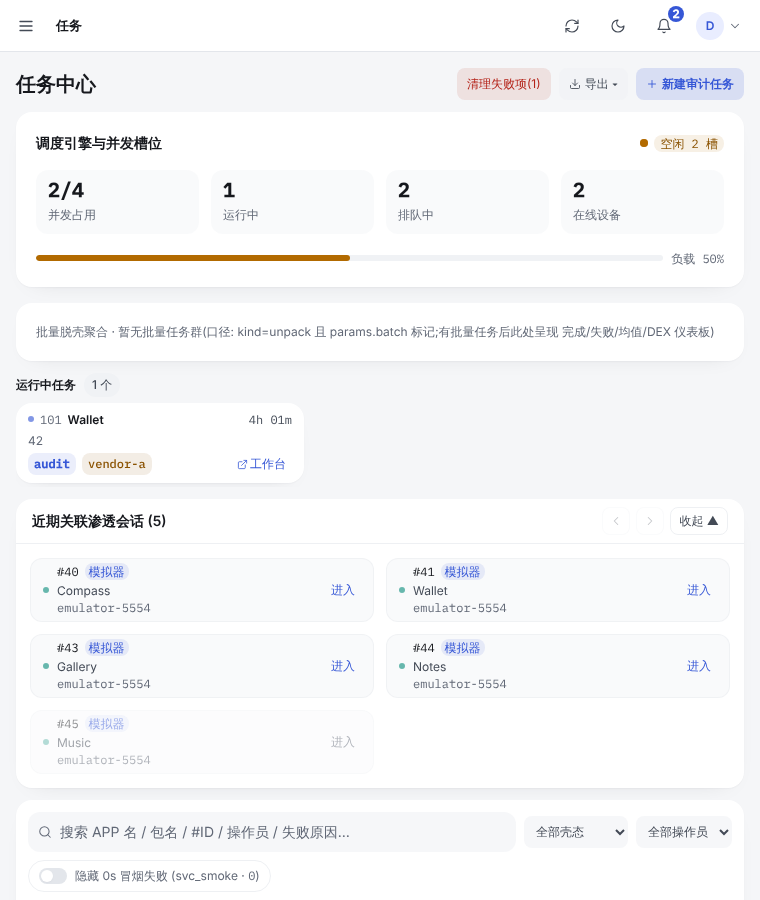 任务
2
D
任务中心
清理失败项(1)
导出
+ 新建审计任务
调度引擎与并发槽位
空闲 2 槽
2/4
并发占用
1
运行中
2
排队中
2
在线设备
负载 50%
批量脱壳聚合 · 暂无批量任务群(口径: kind=unpack 且 params.batch 标记;有批量任务后此处呈现 完成/失败/均值/DEX 仪表板)
运行中任务 1 个
101 Wallet 4h 01m
42
audit vendor-a 工作台
近期关联渗透会话 (5)
收起 ▲
#40 模拟器
Compass
emulator-5554
进入
#41 模拟器
Wallet
emulator-5554
进入
#43 模拟器
Gallery
emulator-5554
进入
#44 模拟器
Notes
emulator-5554
进入
#45 模拟器
Music
emulator-5554
进入
搜索 APP 名 / 包名 / #ID / 操作员 / 失败原因...
全部壳态
全部操作员
隐藏 0s 冒烟失败 (svc_smoke · 0)